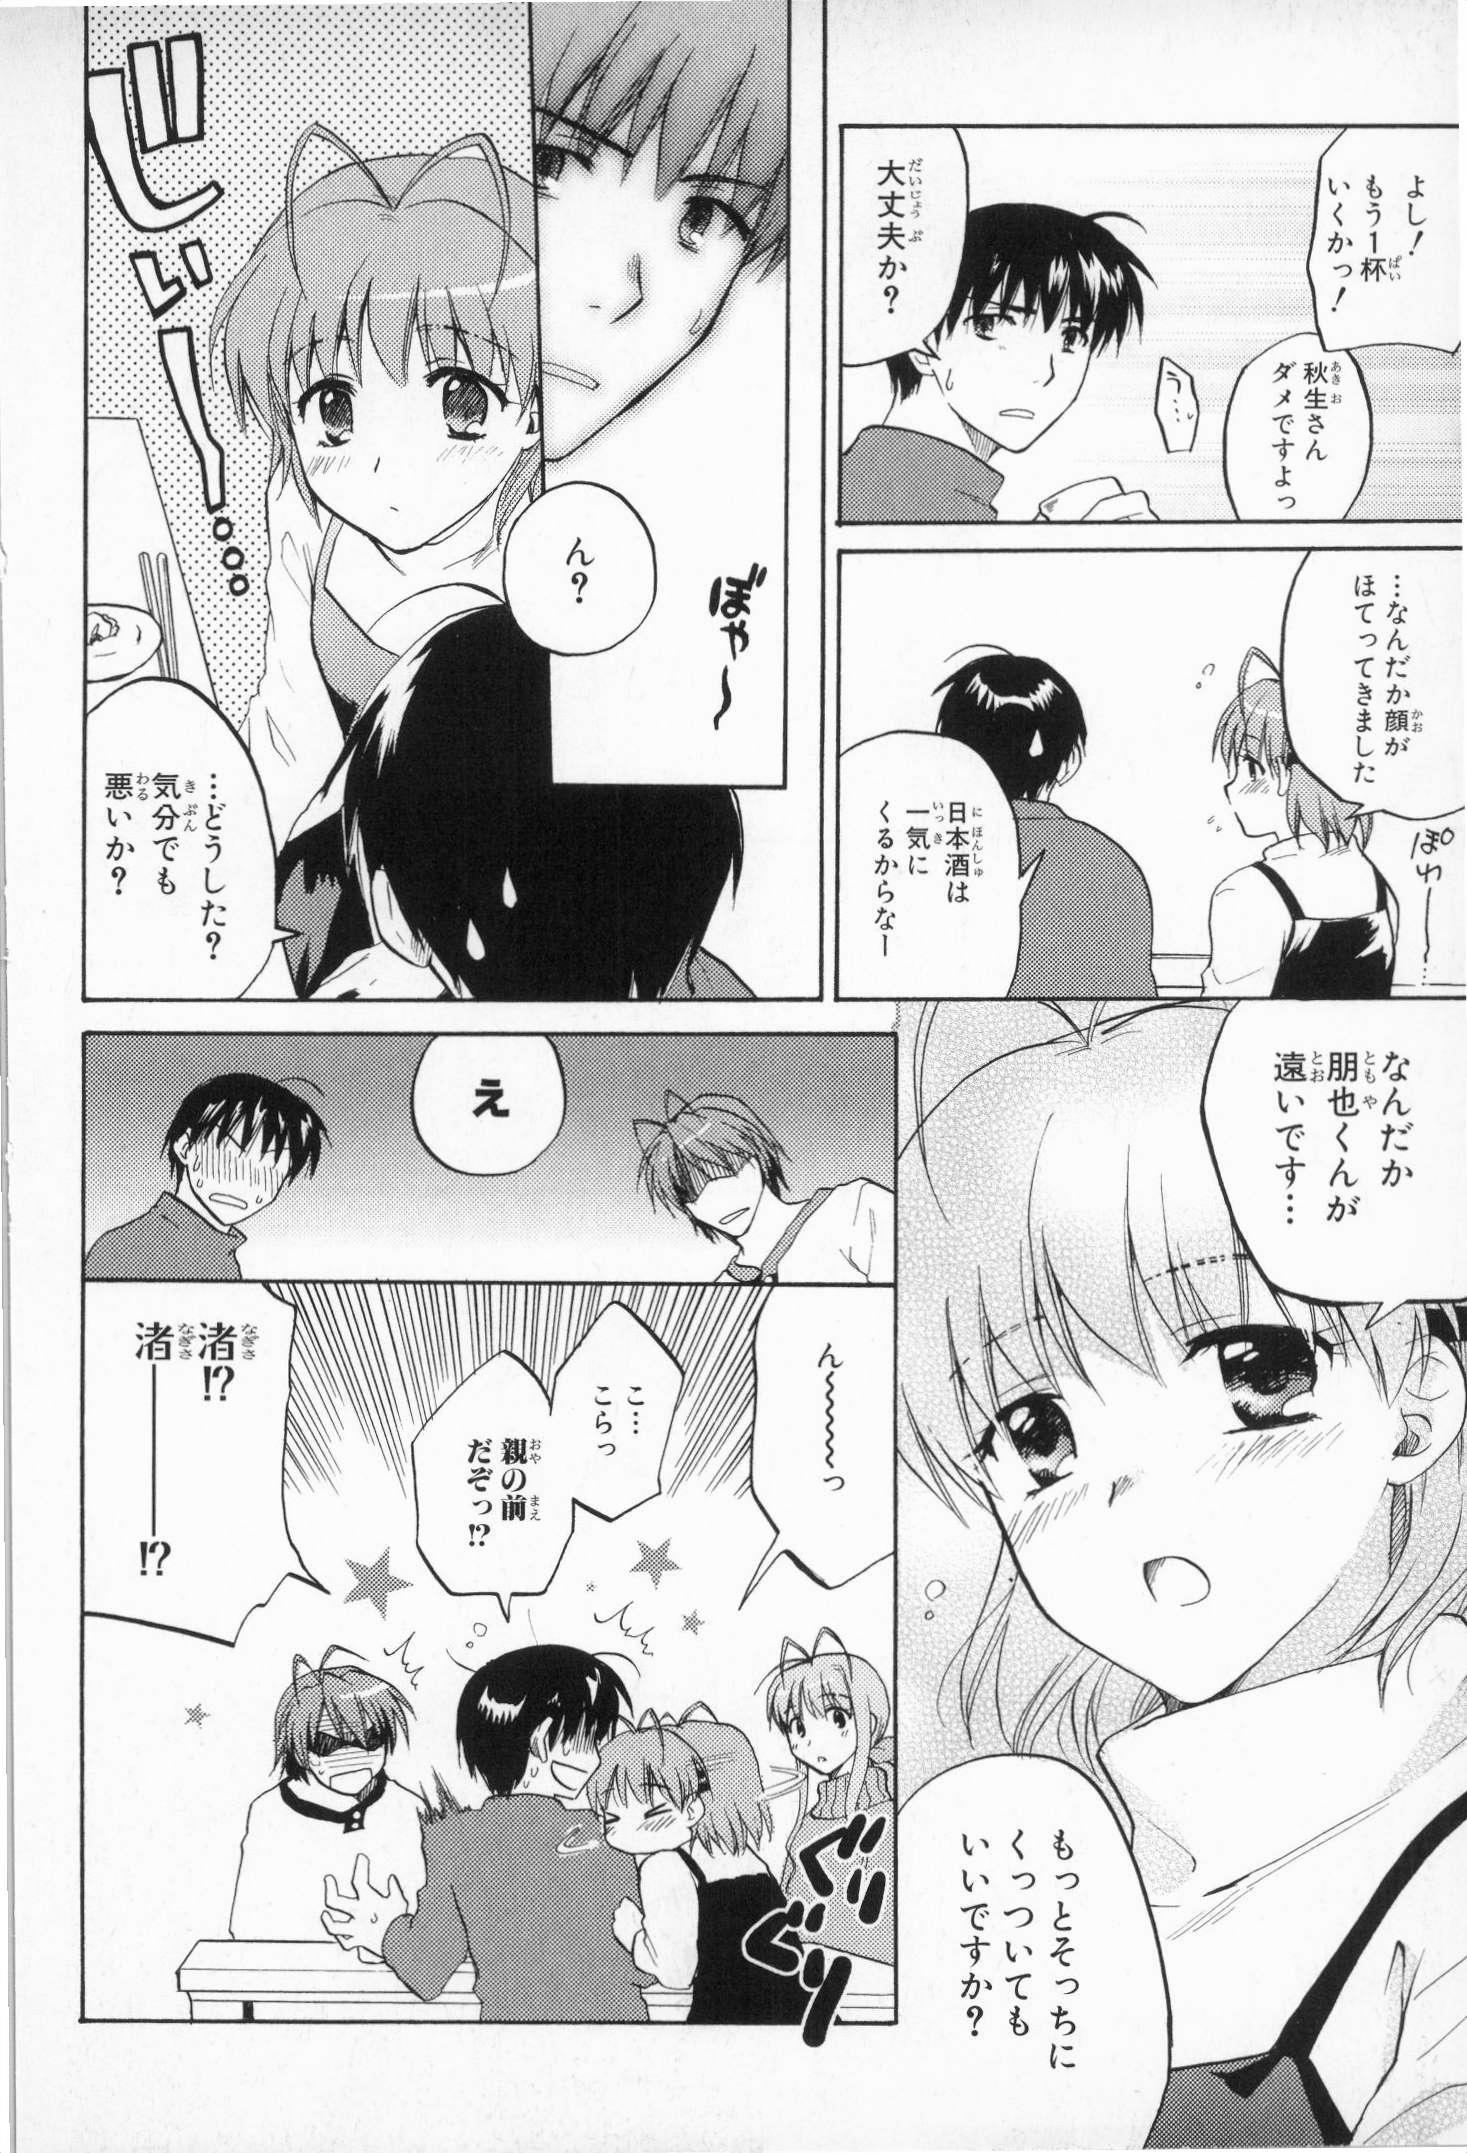 よし！
もう1杯
いくかっ！
秋生さん
ダメですよっ
う…
大丈夫か？
…なんだか顔が
ほてってきました
ぽわー…
日本酒は
一気に
くるからなー
ぼゃ～
ん？
じぃー…
…どうした？
気分でも
悪いか？
なんだか
朋也くんが
遠いです…
もっとそっちに
くっついても
いいですか？
え
ん～～～っ
こ…
こらっ
親の前
だぞっ!?
渚!?
渚――!?
ぐりぐりッ